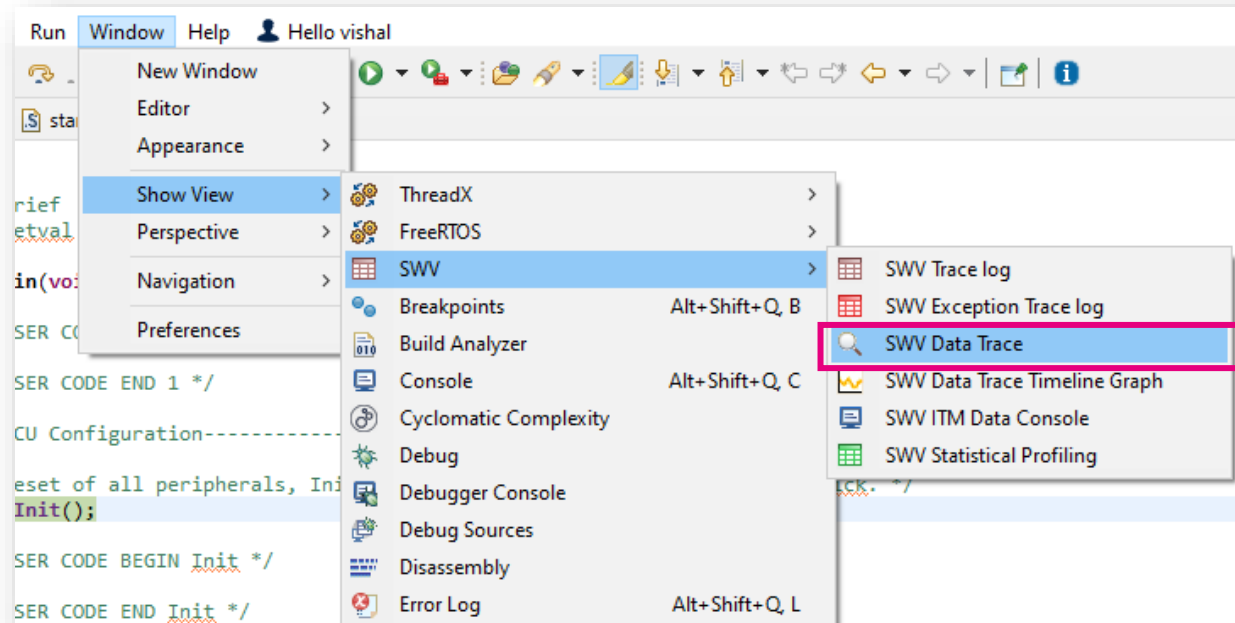 Run Window Help Hello vishal
New Window
Editor
Appearance
Show View
Perspective
Navigation
Preferences
ThreadX
FreeRTOS
SWV
Breakpoints Alt+Shift+Q, B
Build Analyzer
Console Alt+Shift+Q, C
Cyclomatic Complexity
Debug
Debugger Console
Debug Sources
Disassembly
Error Log Alt+Shift+Q, L
SWV Trace log
SWV Exception Trace log
SWV Data Trace
SWV Data Trace Timeline Graph
SWV ITM Data Console
SWV Statistical Profiling
.S sta
rief
etval
in(voi
SER CO
SER CODE END 1 */
CU Configuration------------
eset of all peripherals, Ini ick. */
Init();
SER CODE BEGIN Init */
SER CODE END Init */